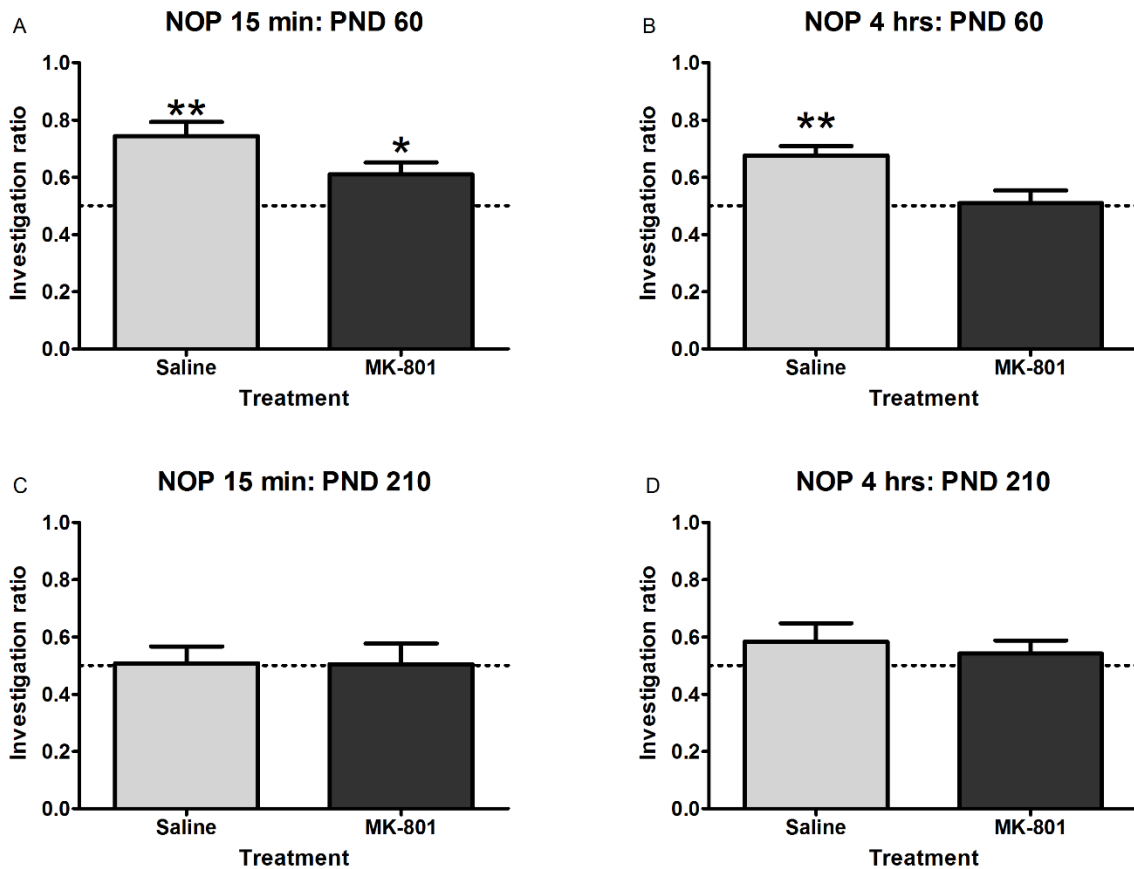 A
NOP 15 min: PND 60
Investigation ratio
1.0
0.8
0.6
0.4
0.2
0.0
**
*
Saline
MK-801
Treatment
B
NOP 4 hrs: PND 60
Investigation ratio
1.0
0.8
0.6
0.4
0.2
0.0
**
Saline
MK-801
Treatment
C
NOP 15 min: PND 210
Investigation ratio
1.0
0.8
0.6
0.4
0.2
0.0
Saline
MK-801
Treatment
D
NOP 4 hrs: PND 210
Investigation ratio
1.0
0.8
0.6
0.4
0.2
0.0
Saline
MK-801
Treatment